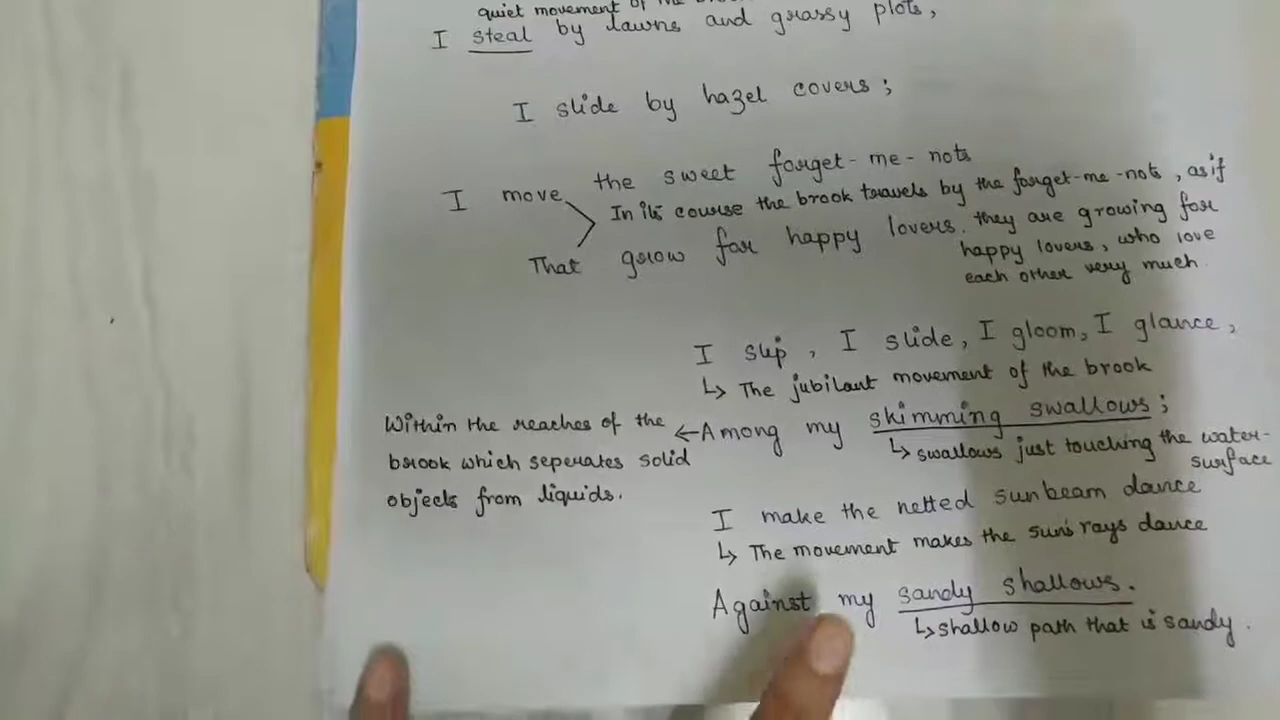 quiet movement of the
I steal by lawns and grassy plots,
I slide by hazel covers;
I move the sweet forget-me-nots
In its course the brook travels by the forget-me-nots, as if
they are growing for
happy lovers, who love
each other very much.
That grow for happy lovers.
I slip, I slide, I gloom, I glance,
↳ The jubilant movement of the brook
Among my skimming swallows;
↳ swallows just touching the water-
surface
Within the reaches of the
brook which seperates solid
objects from liquids.
I make the netted sunbeam dance
↳ The movement makes the sun's rays dance
Against my sandy shallows.
↳ shallow path that is sandy.